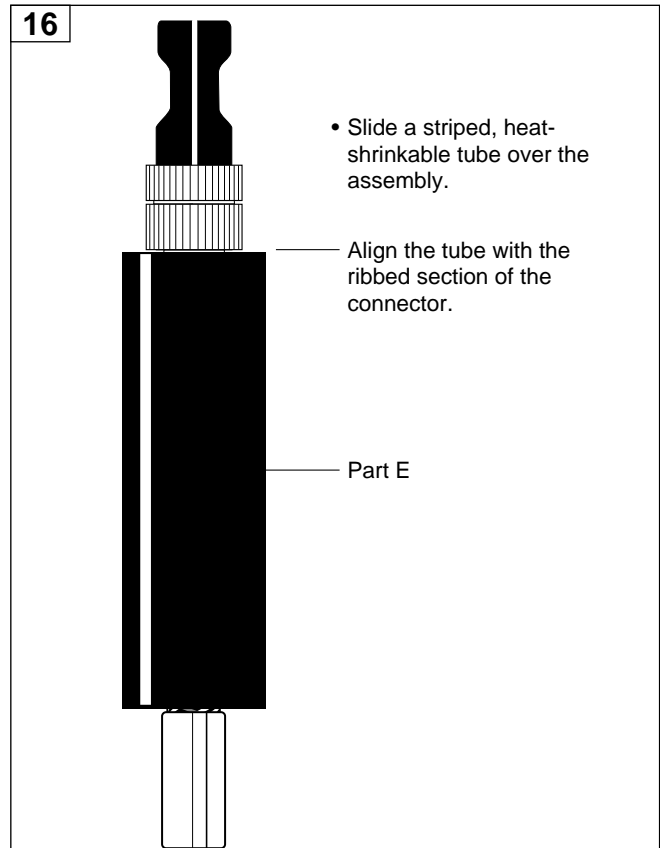 16
• Slide a striped, heat-
shrinkable tube over the
assembly.
Align the tube with the
ribbed section of the
connector.
Part E